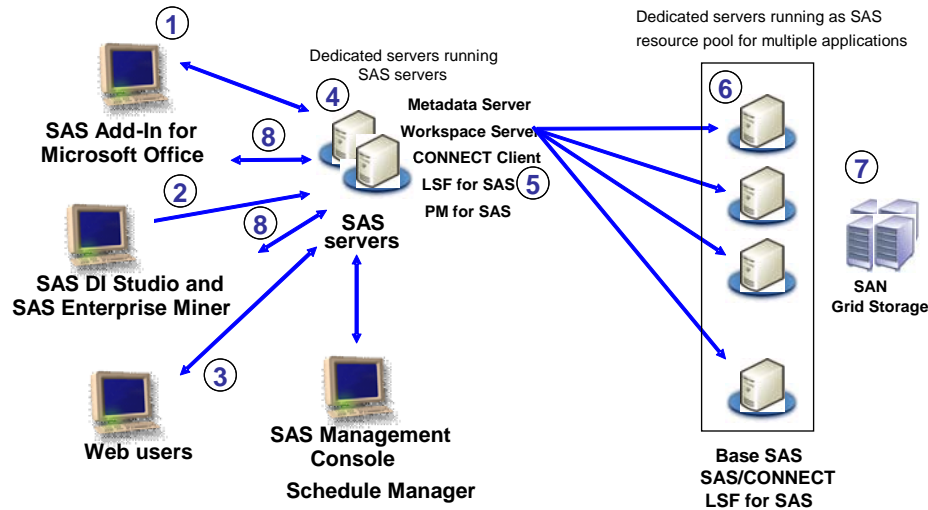 1
SAS Add-In for
Microsoft Office
8
2
8
SAS DI Studio and
SAS Enterprise Miner
3
Web users
Dedicated servers running
SAS servers
4
SAS
servers
Metadata Server
Workspace Server
CONNECT Client
LSF for SAS
5
PM for SAS
SAS Management
Console
Schedule Manager
Dedicated servers running as SAS
resource pool for multiple applications
6
Base SAS
SAS/CONNECT
LSF for SAS
7
SAN
Grid Storage